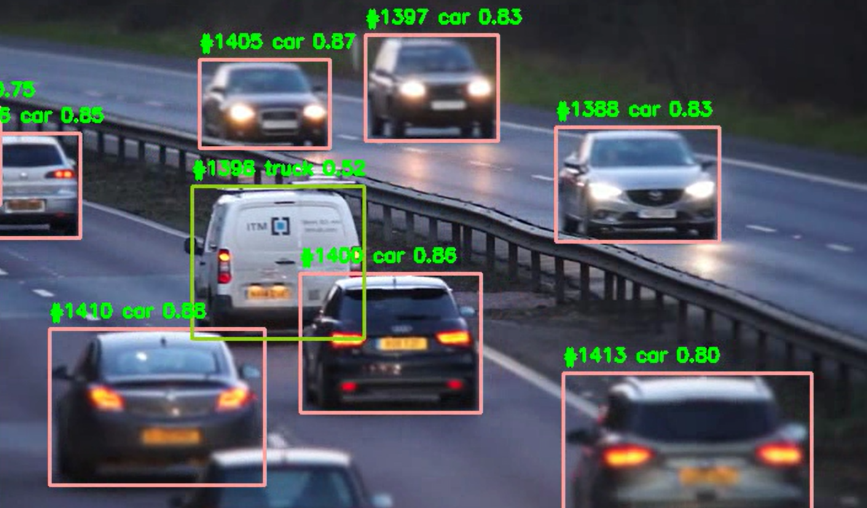 #1397 car 0.83
#1405 car 0.87
0.75
#1388 car 0.83
car 0.85
#1398 truck 0.52
ITM
#1400 car 0.86
#1410 car 0.88
#1413 car 0.80